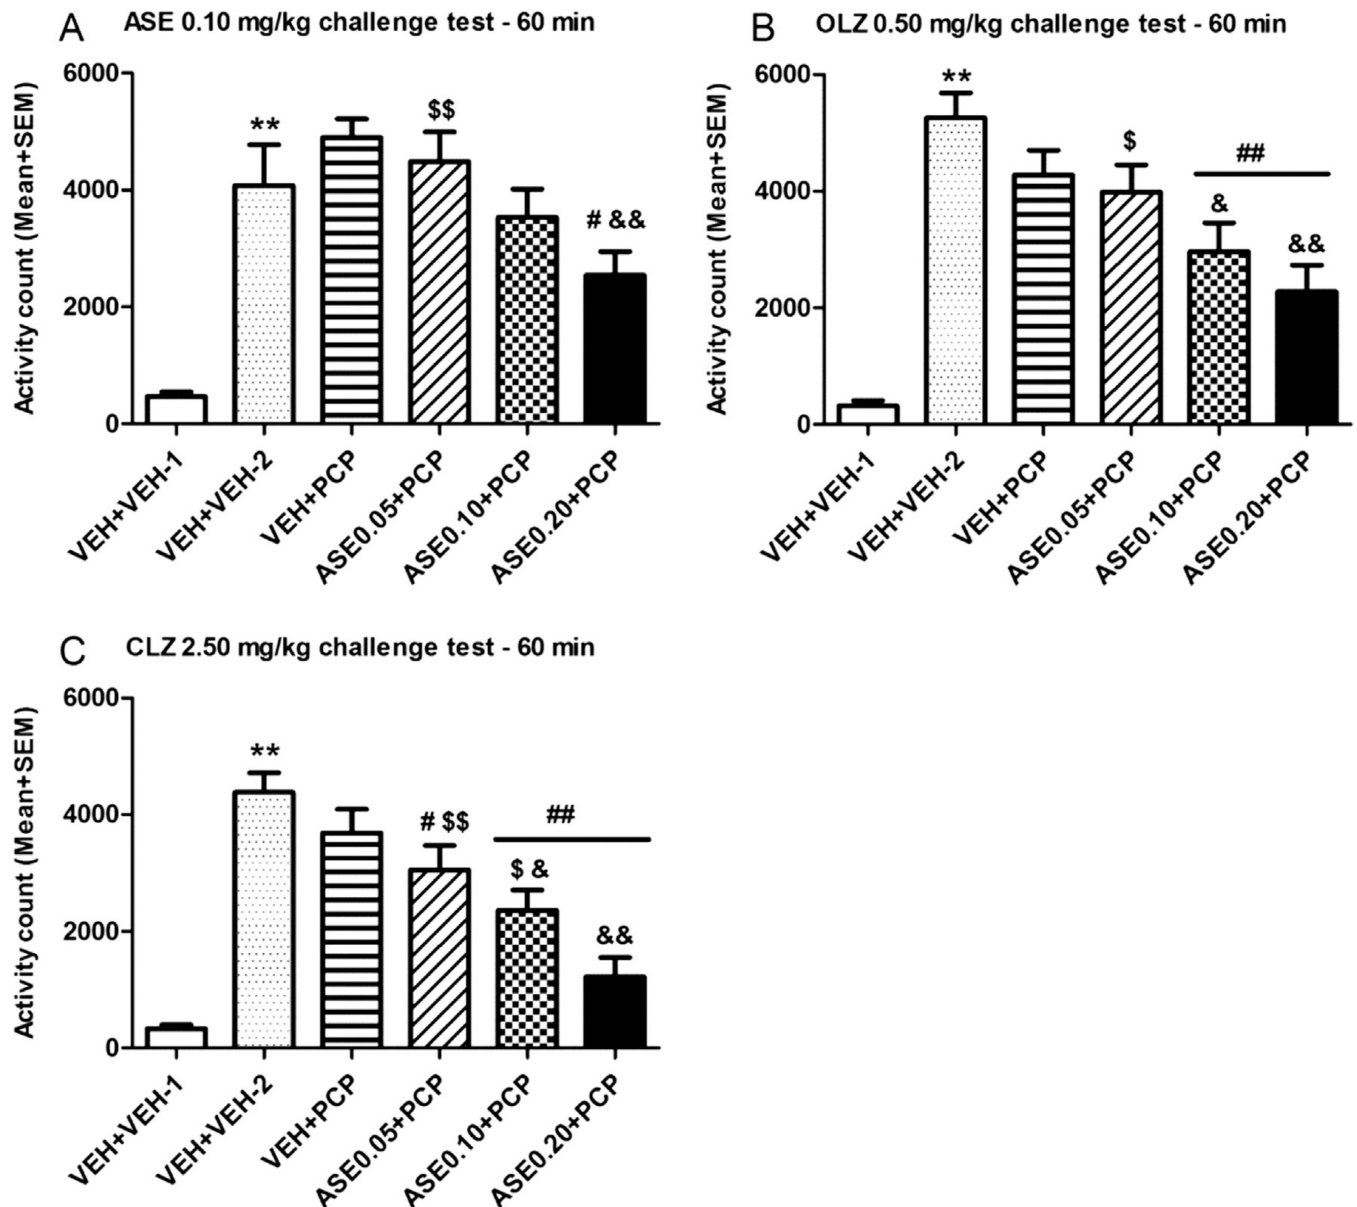 A ASE 0.10 mg/kg challenge test - 60 min
Activity count (Mean+SEM)
6000
4000
2000
0
**
$$
# &&
VEH+VEH-1
VEH+VEH-2
VEH+PCP
ASE0.05+PCP
ASE0.10+PCP
ASE0.20+PCP
B OLZ 0.50 mg/kg challenge test - 60 min
Activity count (Mean+SEM)
6000
4000
2000
0
**
$
##
&
&&
VEH+VEH-1
VEH+VEH-2
VEH+PCP
ASE0.05+PCP
ASE0.10+PCP
ASE0.20+PCP
C CLZ 2.50 mg/kg challenge test - 60 min
Activity count (Mean+SEM)
6000
4000
2000
0
**
# $$
##
$ &
&&
VEH+VEH-1
VEH+VEH-2
VEH+PCP
ASE0.05+PCP
ASE0.10+PCP
ASE0.20+PCP